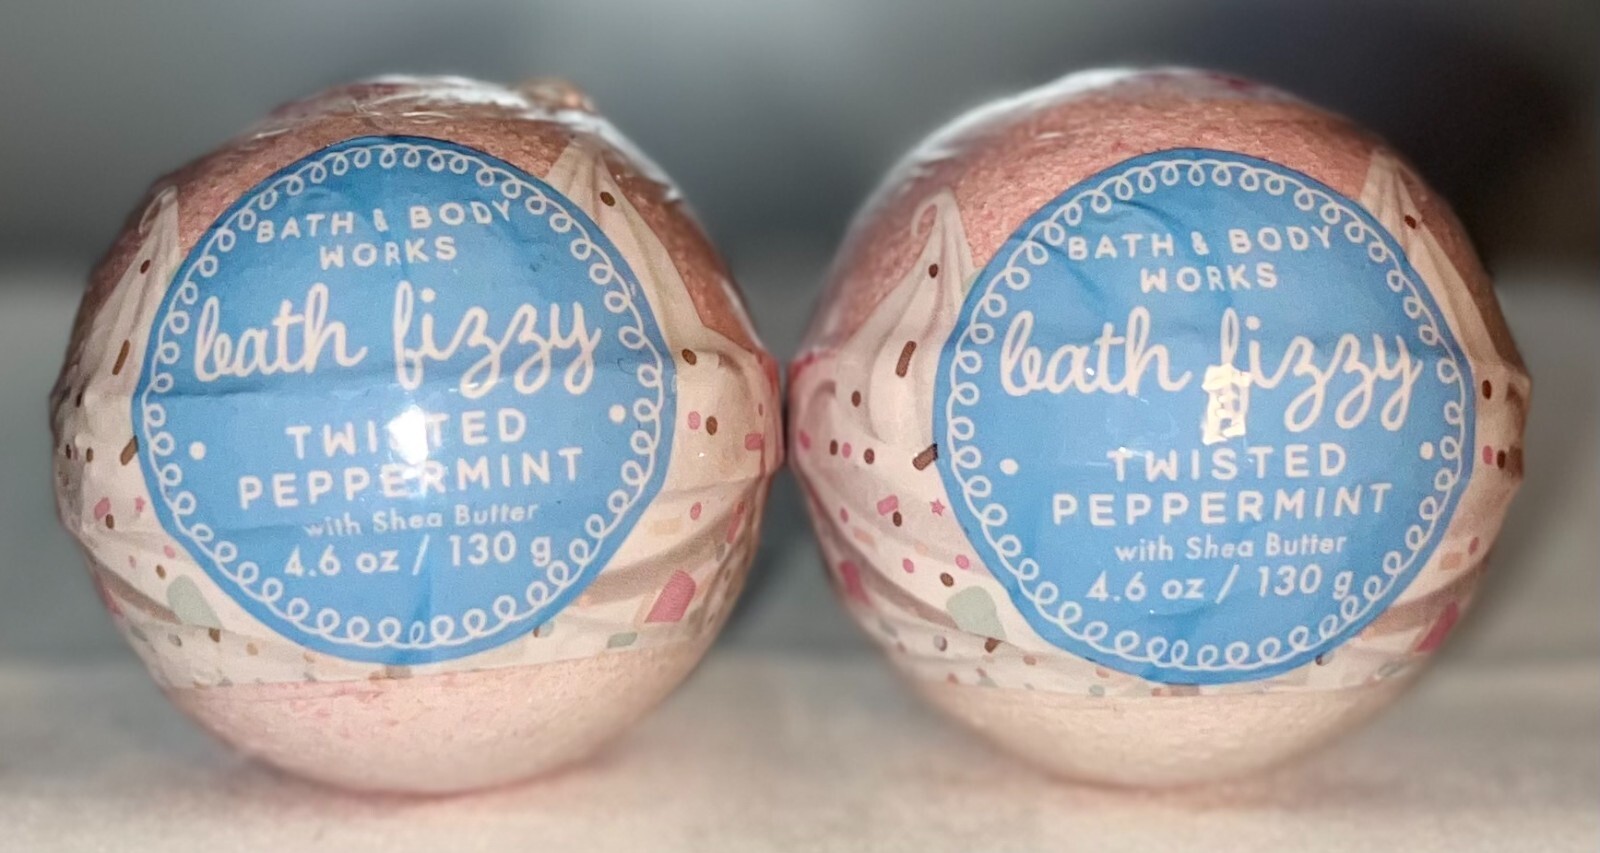 BATH & BODY
WORKS
bath fizzy
TWISTED
PEPPERMINT
with Shea Butter
4.6 oz / 130 g
BATH & BODY
WORKS
bath fizzy
TWISTED
PEPPERMINT
with Shea Butter
4.6 oz / 130 g